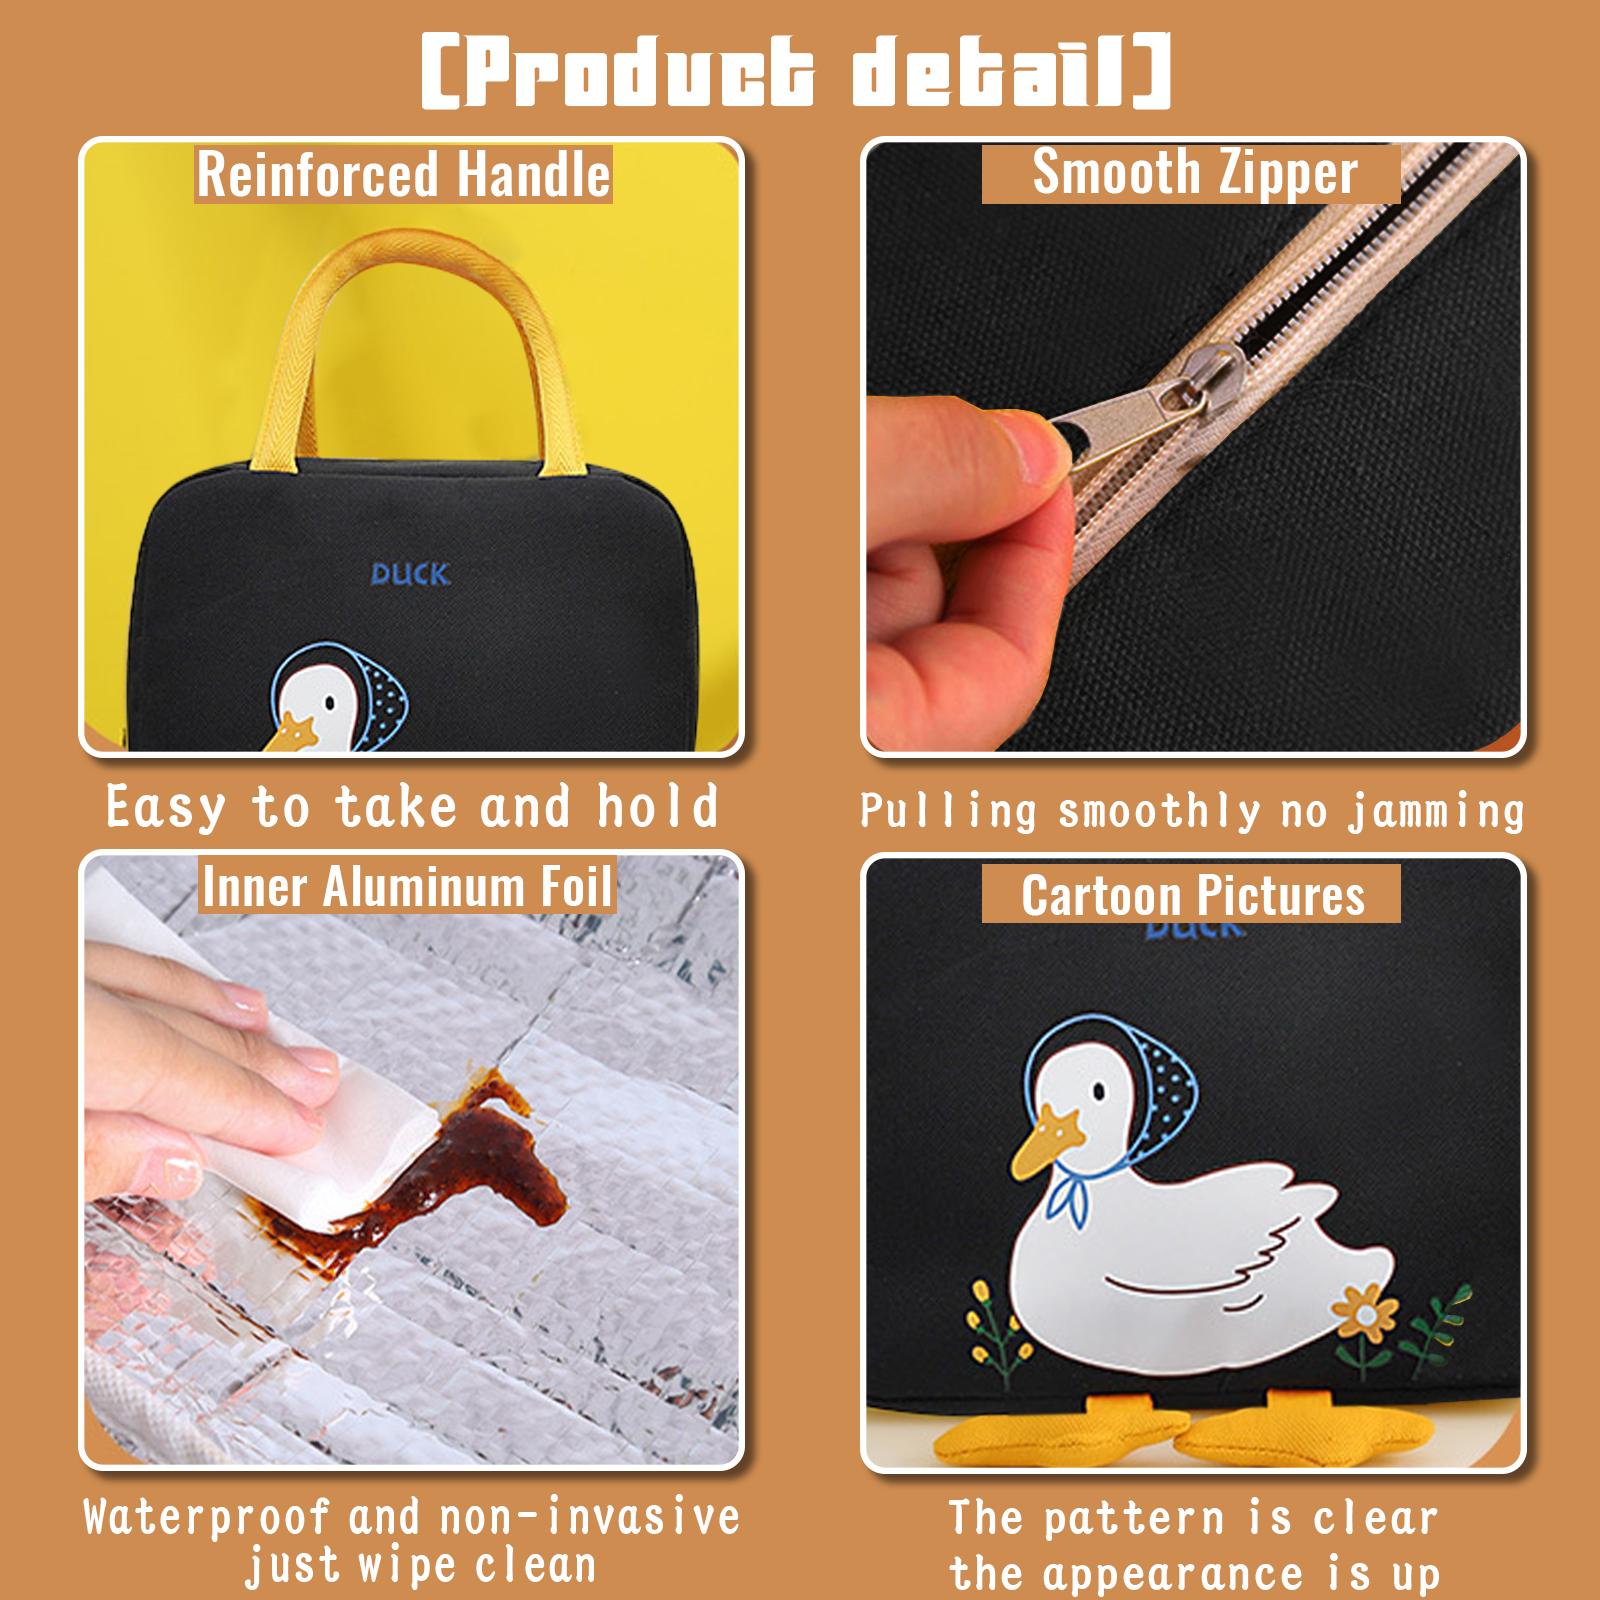 [Product detail]
Reinforced Handle
Smooth Zipper
DUCK
Easy to take and hold
Pulling smoothly no jamming
Inner Aluminum Foil
Cartoon Pictures
DUCK
Waterproof and non-invasive
just wipe clean
The pattern is clear
the appearance is up